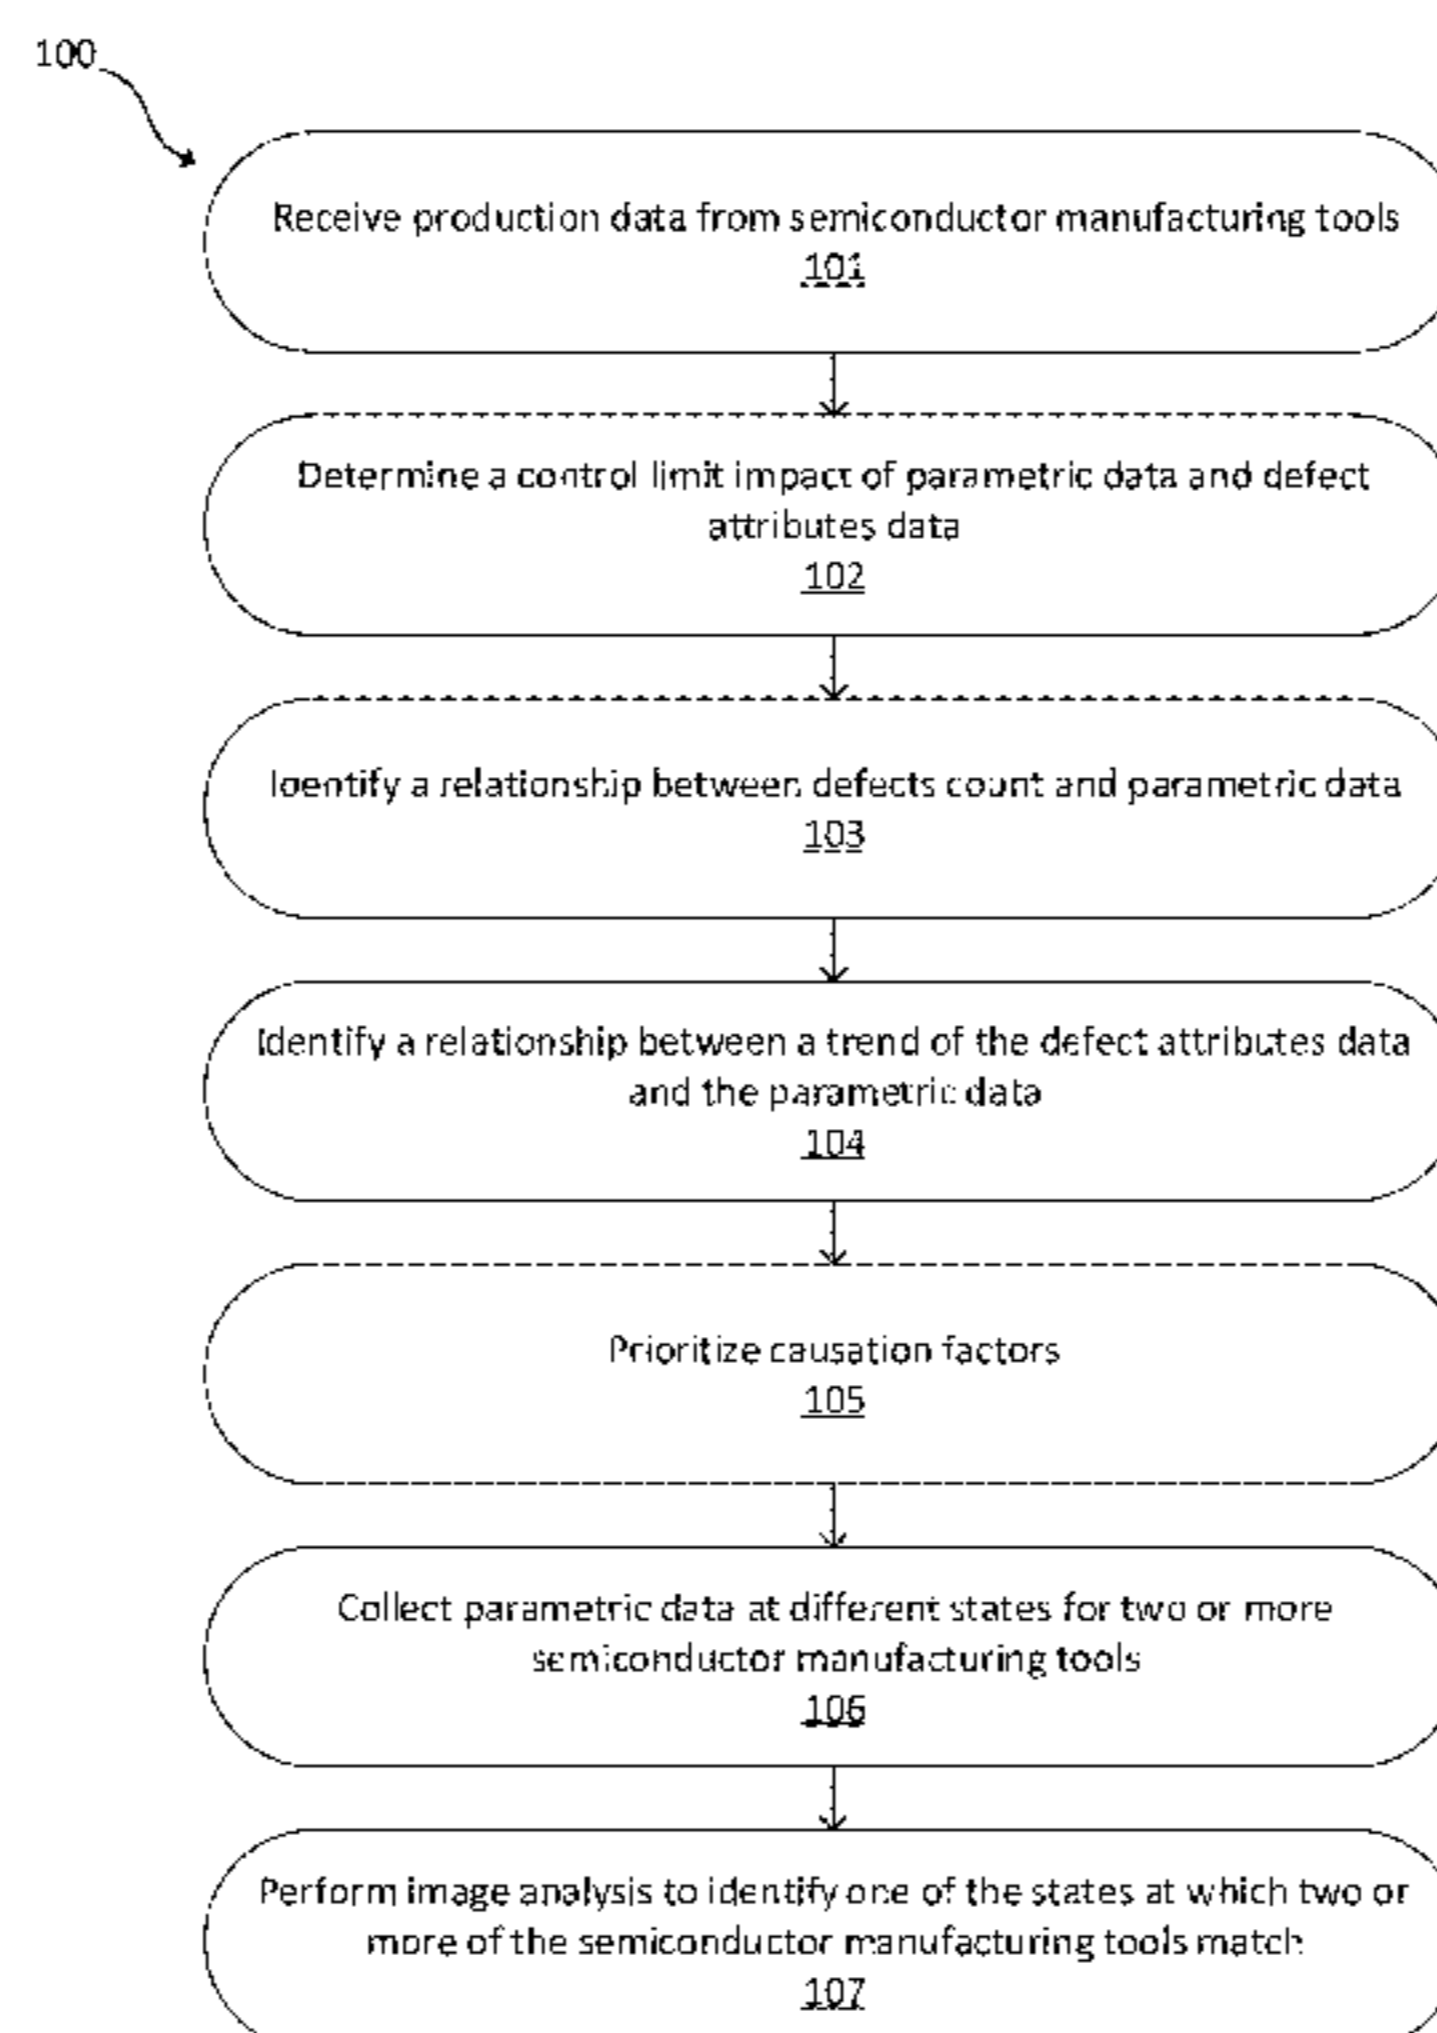 100
Receive production data from semiconductor manufacturing tools
101
Determine a control limit impact of parametric data and defect
attributes data
102
Identify a relationship between defects count and parametric data
103
Identify a relationship between a trend of the defect attributes data
and the parametric data
104
Prioritize causation factors
105
Collect parametric data at different states for two or more
semiconductor manufacturing tools
106
Perform image analysis to identify one of the states at which two or
more of the semiconductor manufacturing tools match
107